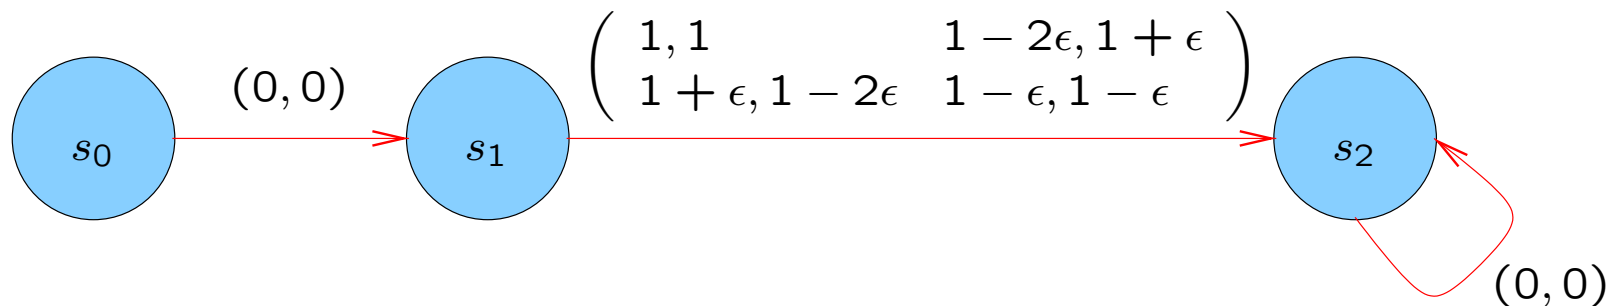 1, 1 1 − 2ϵ, 1 + ϵ
(0, 0) 1 + ϵ, 1 − 2ϵ 1 − ϵ, 1 − ϵ
s₀ s₁ s₂
(0, 0)